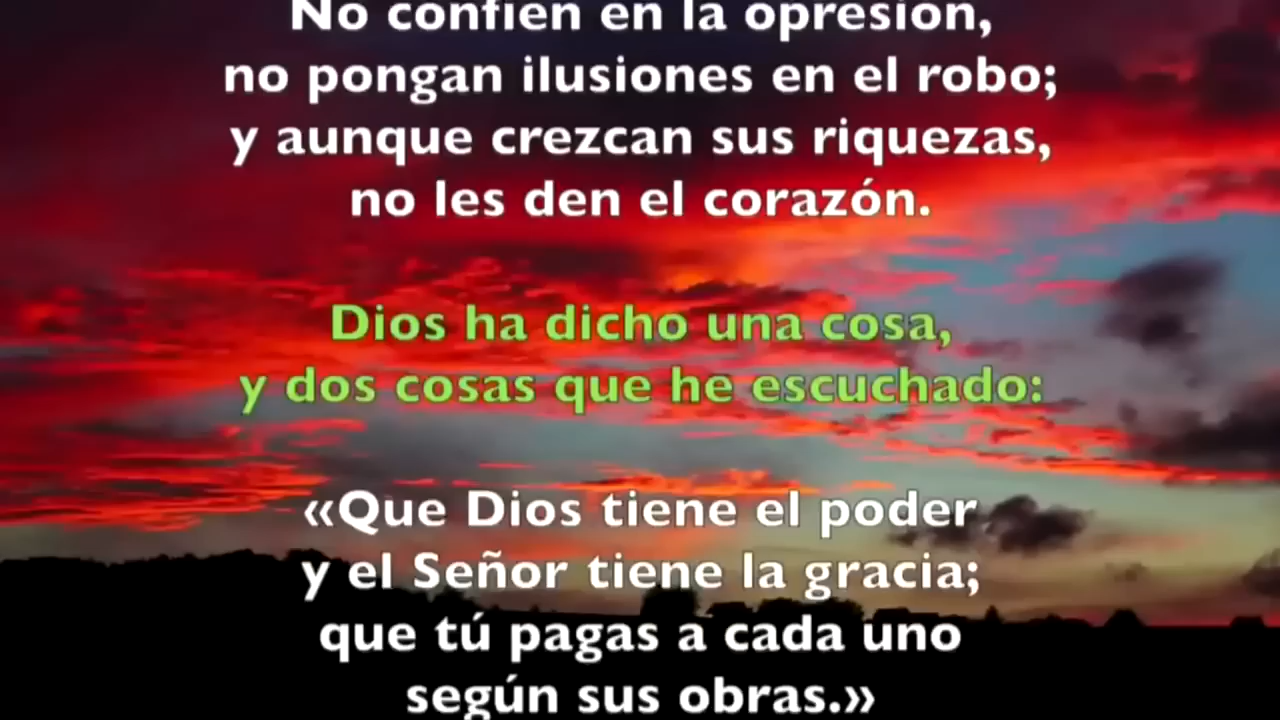 No confíen en la opresión,
no pongan ilusiones en el robo;
y aunque crezcan sus riquezas,
no les den el corazón.
Dios ha dicho una cosa,
y dos cosas que he escuchado:
«Que Dios tiene el poder
y el Señor tiene la gracia;
que tú pagas a cada uno
según sus obras.»